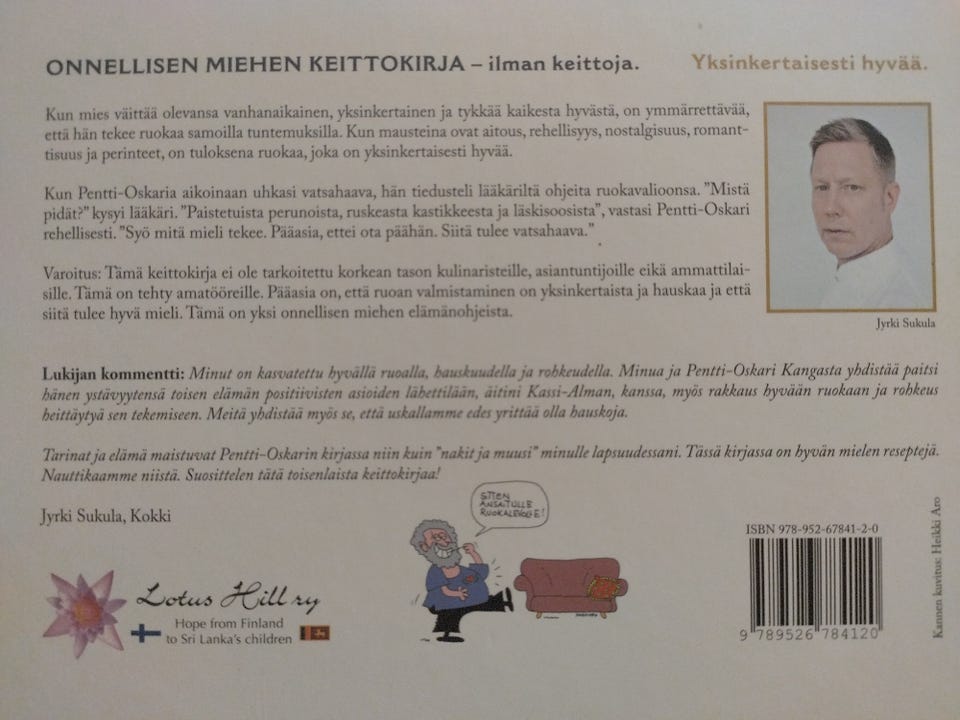 ONNELLISEN MIEHEN KEITTOKIRJA – ilman keittoja.
Yksinkertaisesti hyvää.
Kun mies väittää olevansa vanhanaikainen, yksinkertainen ja tykkää kaikesta hyvästä, on ymmärrettävää,
että hän tekee ruokaa samoilla tuntemuksilla. Kun mausteina ovat aitous, rehellisyys, nostalgisuus, romant-
tisuus ja perinteet, on tuloksena ruokaa, joka on yksinkertaisesti hyvää.
Kun Pentti-Oskaria aikoinaan uhkasi vatsahaava, hän tiedusteli lääkäriltä ohjeita ruokavalioonsa. ”Mistä
pidät?” kysyi lääkäri. ”Paistetuista perunoista, ruskeasta kastikkeesta ja läskisoosista”, vastasi Pentti-Oskari
rehellisesti. ”Syö mitä mieli tekee. Pääasia, ettei ota päähän. Siitä tulee vatsahaava.”
Varoitus: Tämä keittokirja ei ole tarkoitettu korkean tason kulinaristeille, asiantuntijoille eikä ammattilai-
sille. Tämä on tehty amatööreille. Pääasia on, että ruoan valmistaminen on yksinkertaista ja hauskaa ja että
siitä tulee hyvä mieli. Tämä on yksi onnellisen miehen elämänohjeista.
Jyrki Sukula
Lukijan kommentti: Minut on kasvatettu hyvällä ruoalla, hauskuudella ja rohkeudella. Minua ja Pentti-Oskari Kangasta yhdistää paitsi
hänen ystävyytensä toisen elämän positiivisten asioiden lähettilään, äitini Kassi-Alman, kanssa, myös rakkaus hyvään ruokaan ja rohkeus
heittäytyä sen tekemiseen. Meitä yhdistää myös se, että uskallamme edes yrittää olla hauskoja.
Tarinat ja elämä maistuvat Pentti-Oskarin kirjassa niin kuin ”nakit ja muusi” minulle lapsuudessani. Tässä kirjassa on hyvän mielen reseptejä.
Nauttikaamme niistä. Suosittelen tätä toisenlaista keittokirjaa!
Jyrki Sukula, Kokki
SITTEN
ANSAITULLE
RUOKALEVOLLE!
Lotus Hill ry
Hope from Finland
to Sri Lanka's children
ISBN 978-952-67841-2-0
9 789526 784120
Kannen kuvitus: Heikki Aro